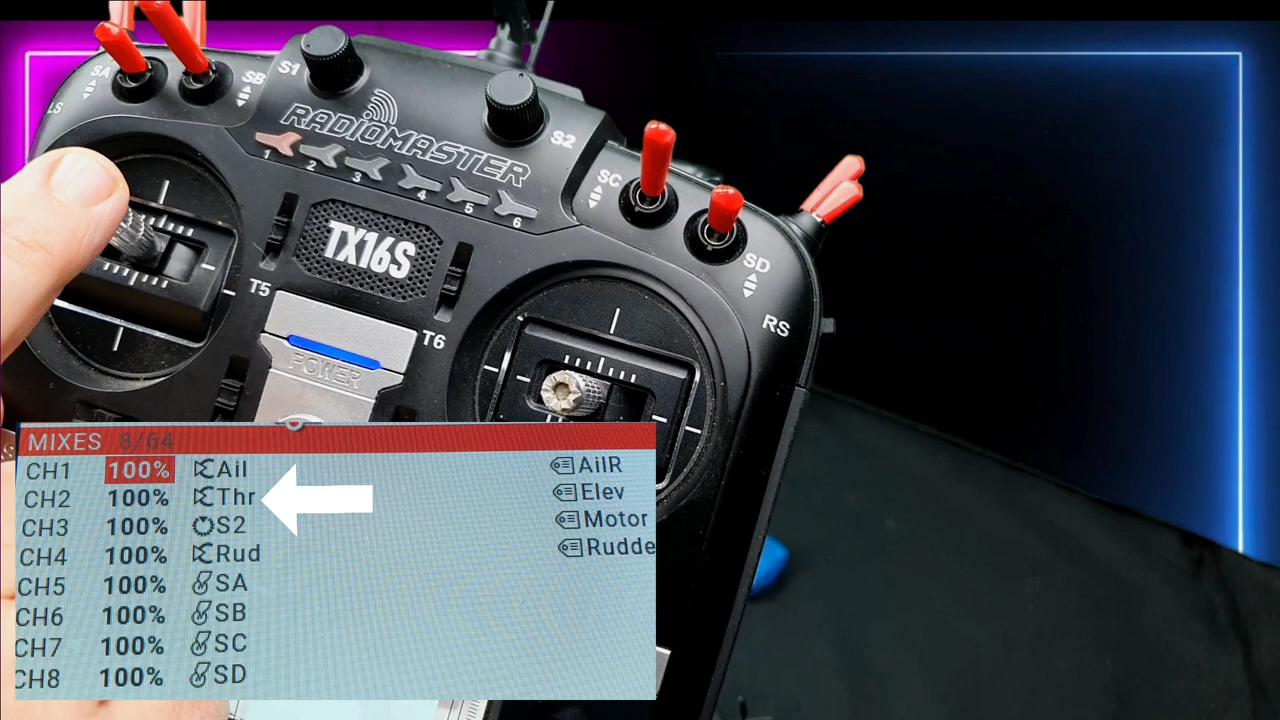 SA
SB
S1
LS
RADIOMASTER
S2
1 2 3 4 5 6
SC
TX16S
SD
T5
RS
T6
POWER
MIXES 8/64
CH1 100% Ail AilR
CH2 100% Thr Elev
CH3 100% S2 Motor
CH4 100% Rud Rudde
CH5 100% SA
CH6 100% SB
CH7 100% SC
CH8 100% SD